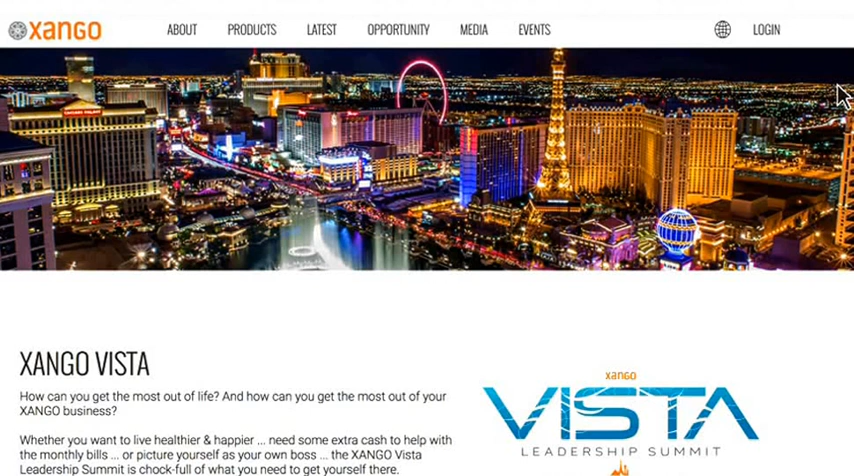 xango
ABOUT PRODUCTS LATEST OPPORTUNITY MEDIA EVENTS LOGIN
CAESARS PALACE
XANGO VISTA
How can you get the most out of life? And how can you get the most out of your
XANGO business?
Whether you want to live healthier & happier ... need some extra cash to help with
the monthly bills ... or picture yourself as your own boss ... the XANGO Vista
Leadership Summit is chock-full of what you need to get yourself there.
xango
VISTA
LEADERSHIP SUMMIT